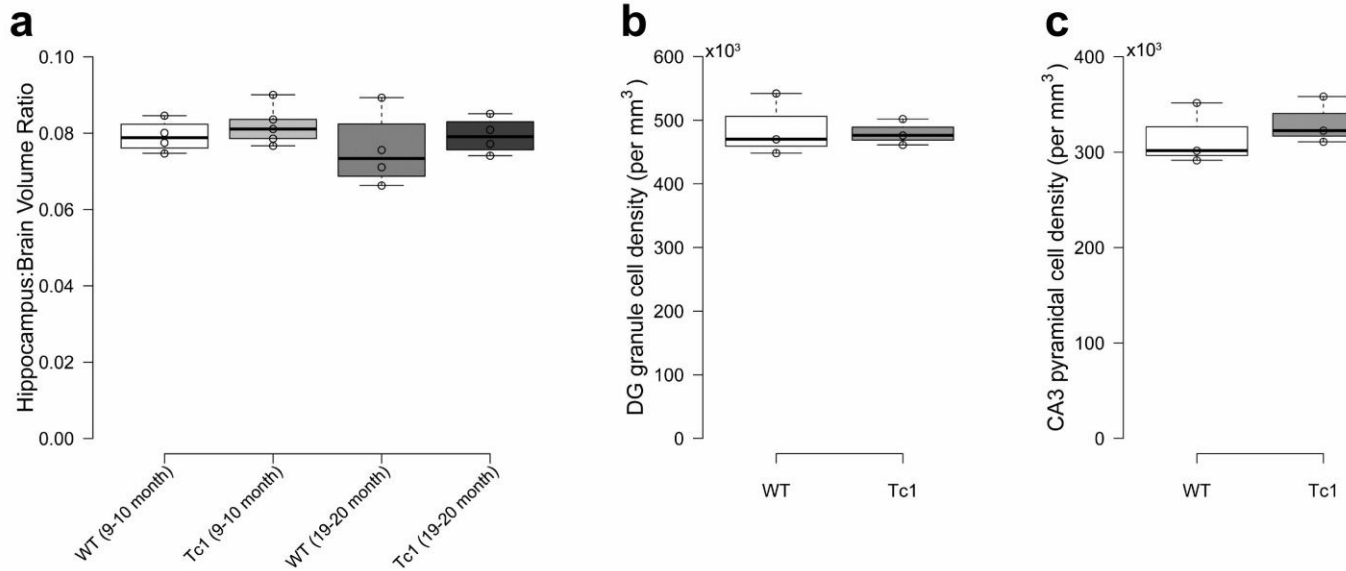 a
Hippocampus:Brain Volume Ratio
0.10
0.08
0.06
0.04
0.02
0.00
WT (9-10 month)
Tc1 (9-10 month)
WT (19-20 month)
Tc1 (19-20 month)
b
x10³
DG granule cell density (per mm³)
600
500
400
300
200
100
0
WT
Tc1
c
x10³
CA3 pyramidal cell density (per mm³)
400
300
200
100
0
WT
Tc1